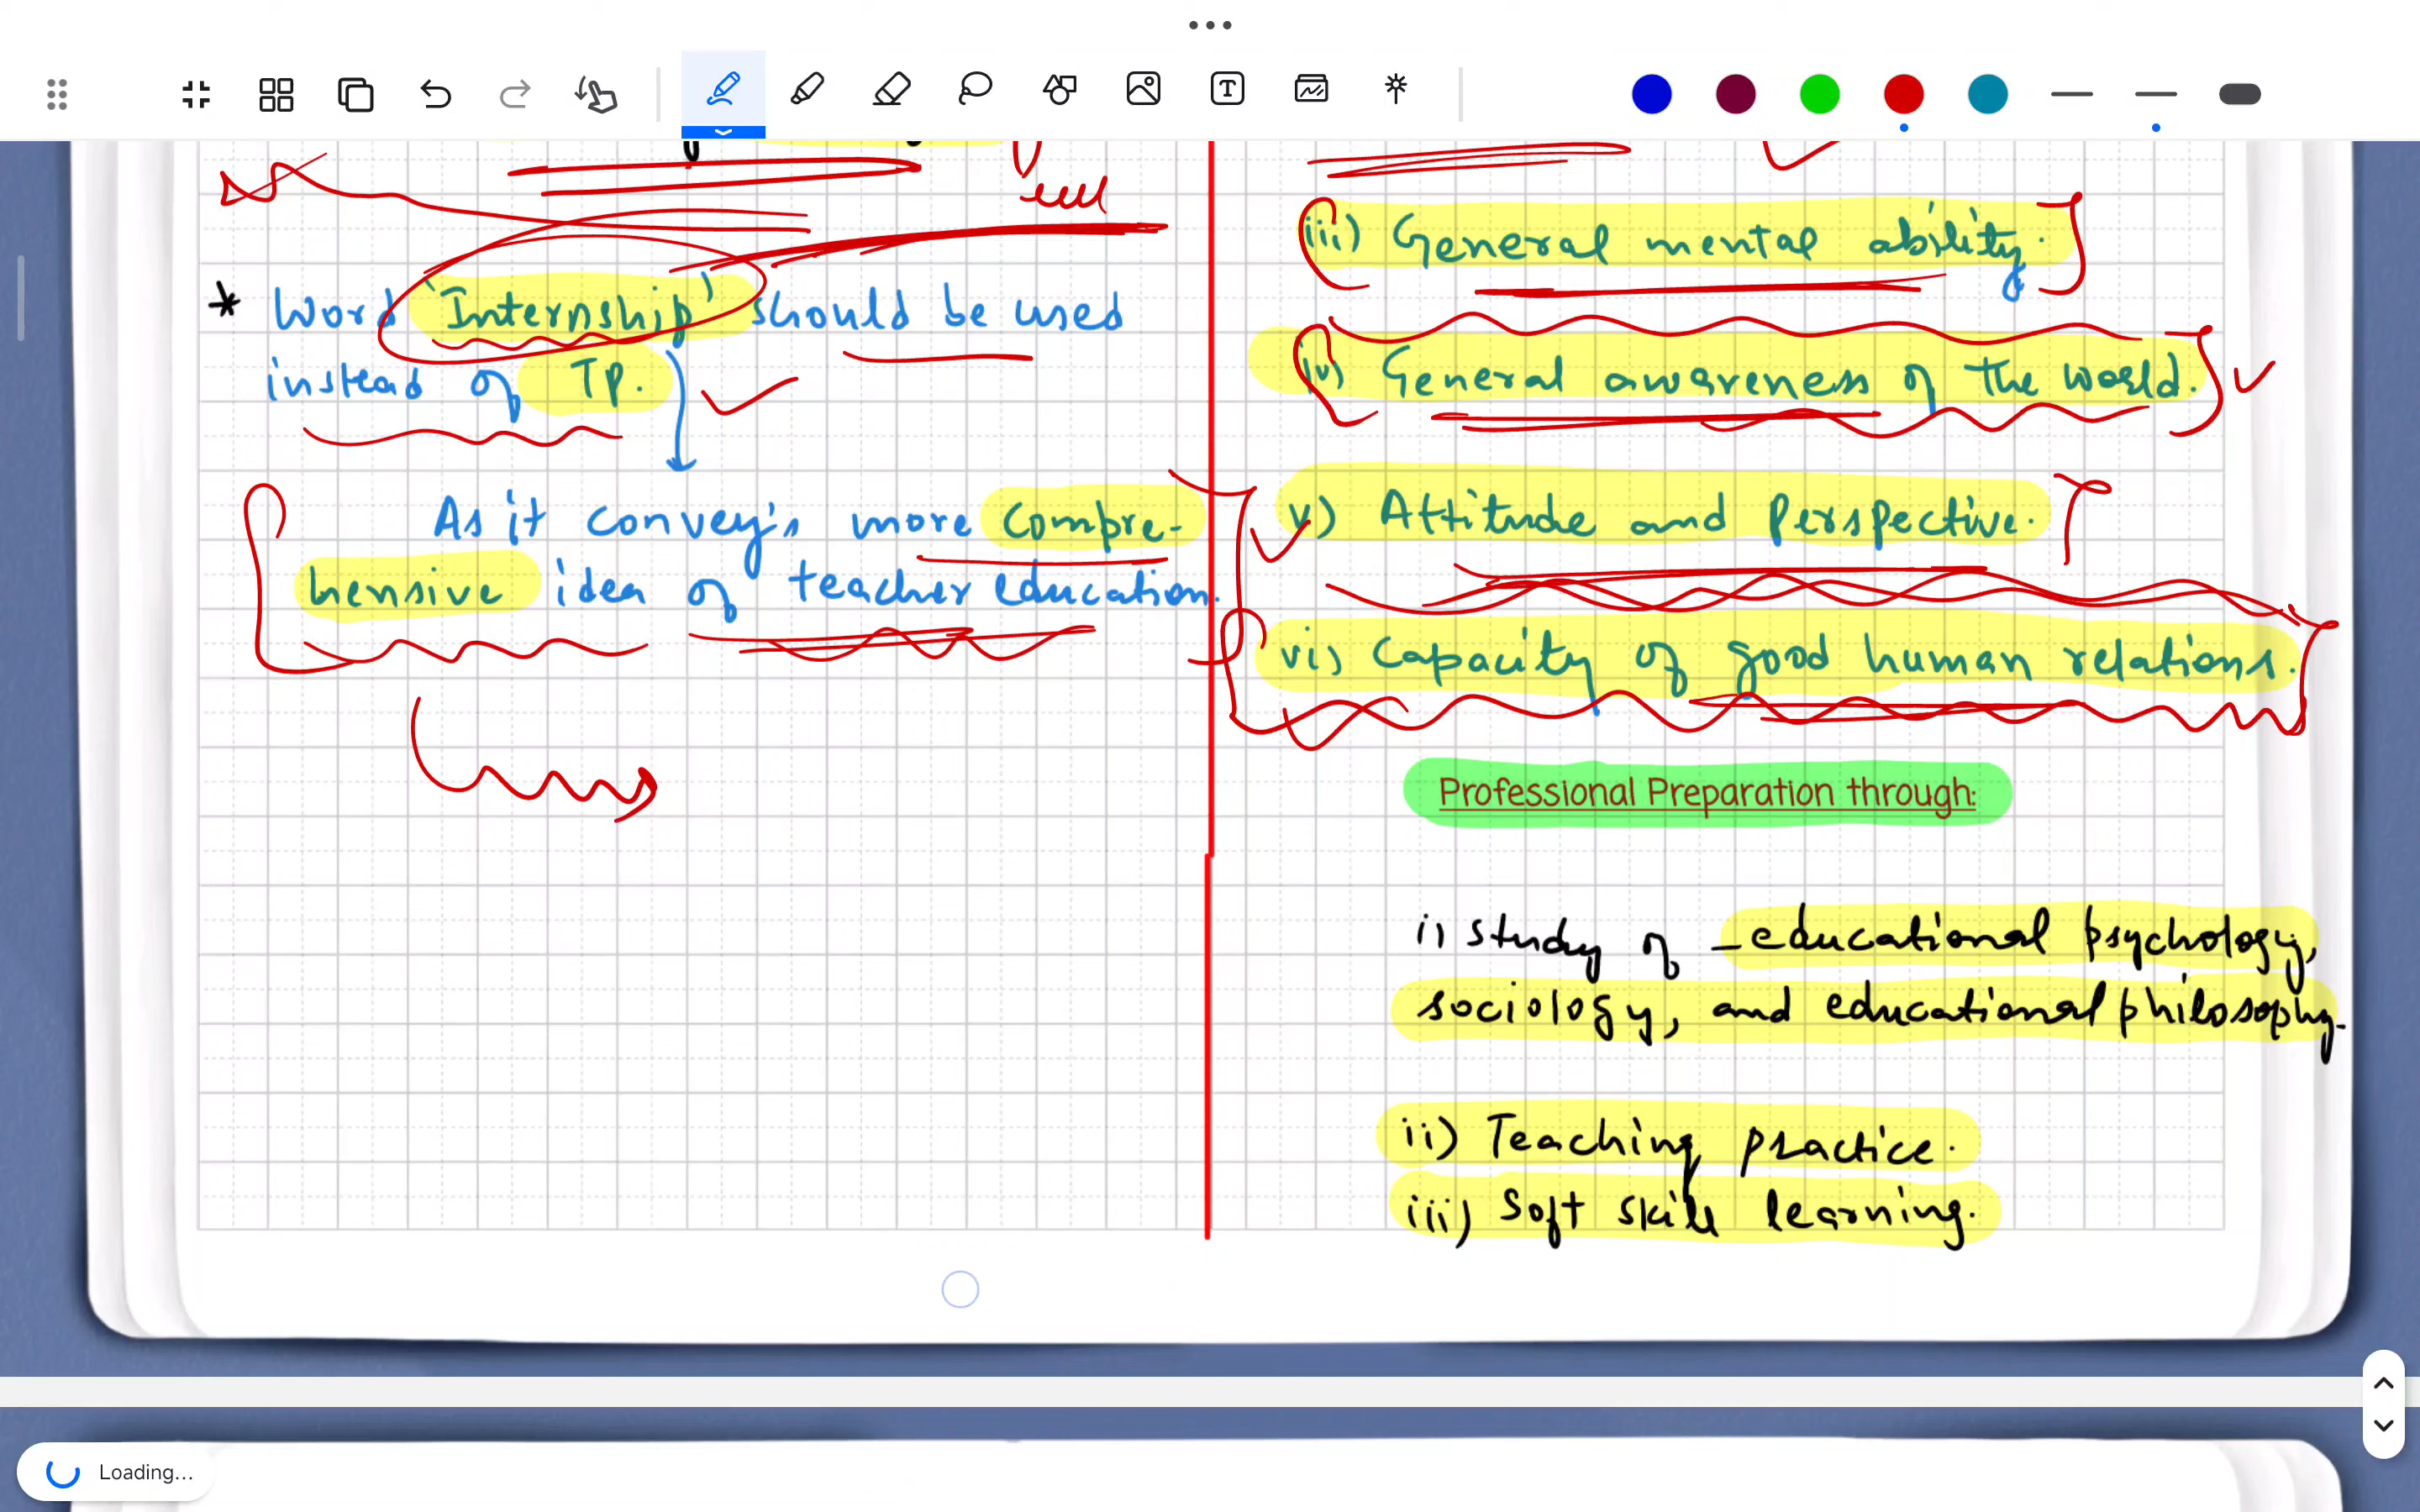 * Word 'Internship' should be used
instead of TP.
As it convey's more compre-
hensive idea of teacher education.
iii) General mental ability.
iv) General awareness of the world.
v) Attitude and Perspective.
vi) Capacity of good human relations.
Professional Preparation through:
i) study of - educational psychology,
sociology, and educational philosophy.
ii) Teaching practice.
iii) Soft skill learning.
Loading...